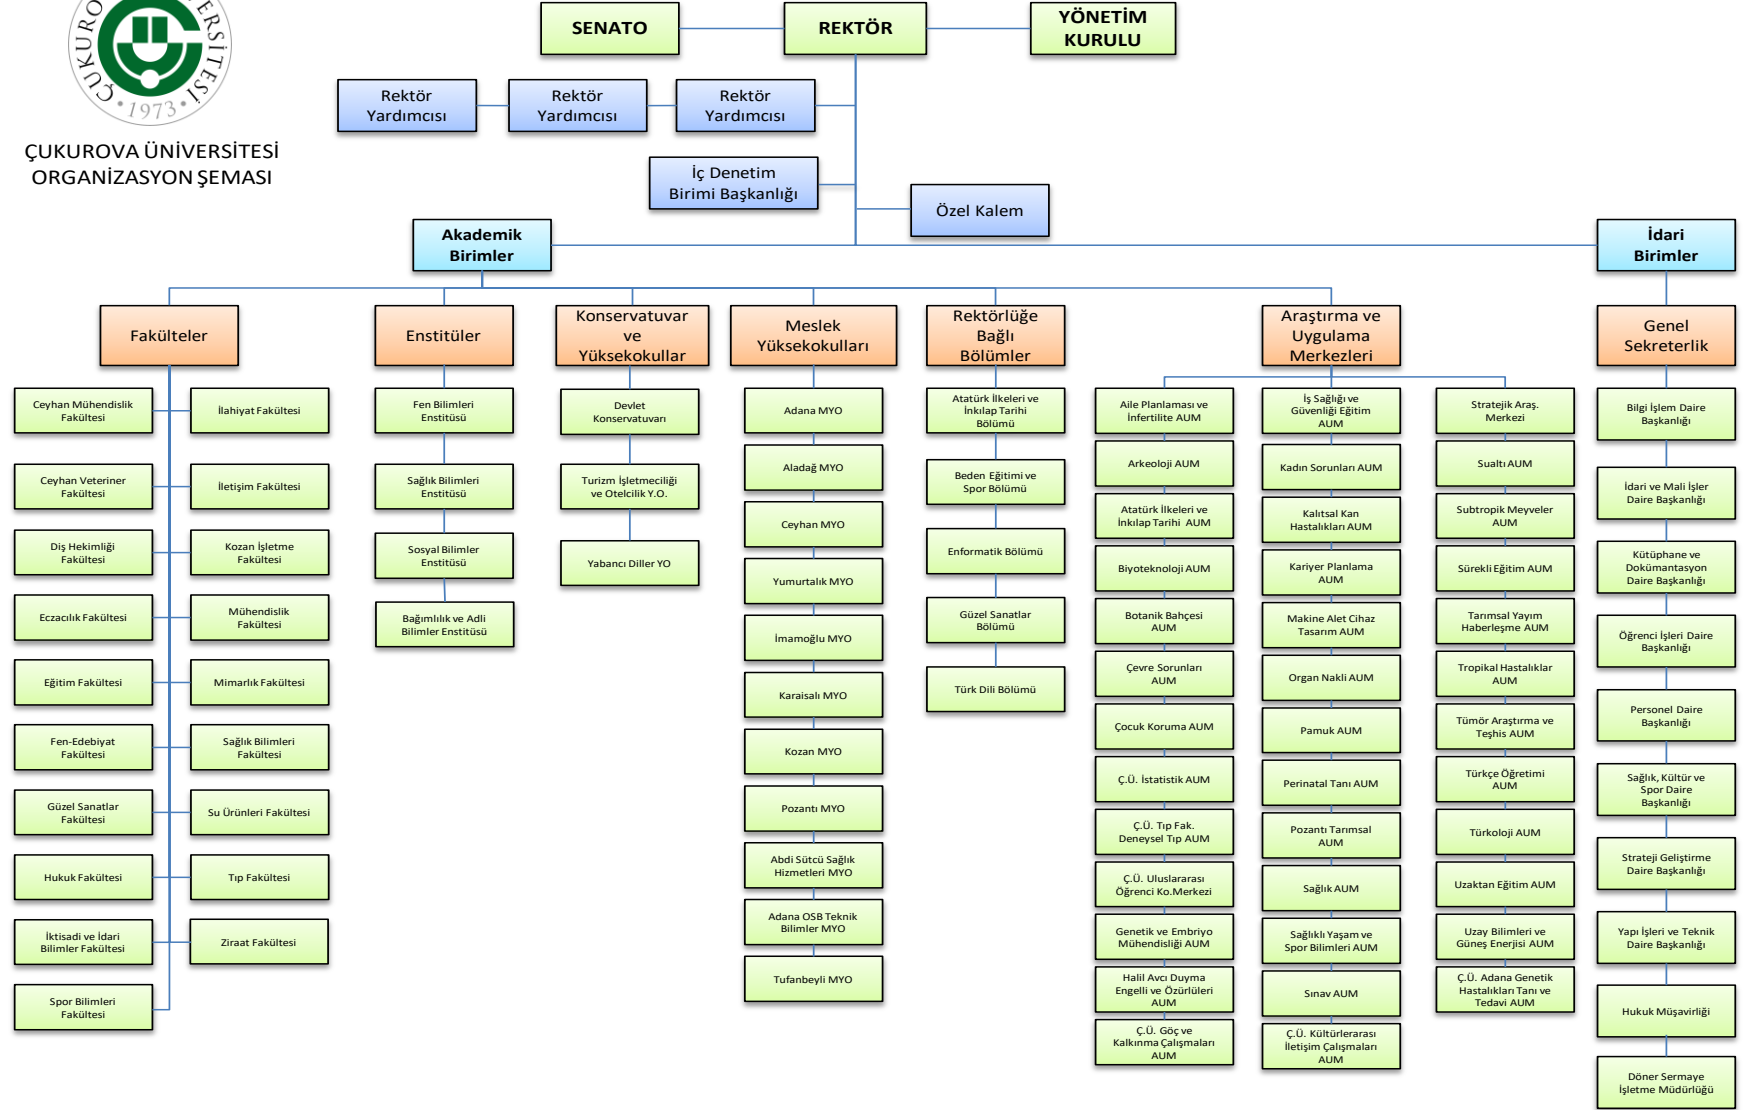 ÇUKUROVA ÜNİVERSİTESİ
• 1973 •
ÇUKUROVA ÜNİVERSİTESİ
ORGANİZASYON ŞEMASI
SENATO
REKTÖR
YÖNETİM
KURULU
Rektör
Yardımcısı
Rektör
Yardımcısı
Rektör
Yardımcısı
İç Denetim
Birimi Başkanlığı
Özel Kalem
Akademik
Birimler
İdari
Birimler
Fakülteler
Ceyhan Mühendislik
Fakültesi
İlahiyat Fakültesi
Ceyhan Veteriner
Fakültesi
İletişim Fakültesi
Diş Hekimliği
Fakültesi
Kozan İşletme
Fakültesi
Eczacılık Fakültesi
Mühendislik
Fakültesi
Eğitim Fakültesi
Mimarlık Fakültesi
Fen-Edebiyat
Fakültesi
Sağlık Bilimleri
Fakültesi
Güzel Sanatlar
Fakültesi
Su Ürünleri Fakültesi
Hukuk Fakültesi
Tıp Fakültesi
İktisadi ve İdari
Bilimler Fakültesi
Ziraat Fakültesi
Spor Bilimleri
Fakültesi
Enstitüler
Fen Bilimleri
Enstitüsü
Sağlık Bilimleri
Enstitüsü
Sosyal Bilimler
Enstitüsü
Bağımlılık ve Adli
Bilimler Enstitüsü
Konservatuvar
ve
Yüksekokullar
Devlet
Konservatuvarı
Turizm İşletmeciliği
ve Otelcilik Y.O.
Yabancı Diller YO
Meslek
Yüksekokulları
Adana MYO
Aladağ MYO
Ceyhan MYO
Yumurtalık MYO
İmamoğlu MYO
Karaisalı MYO
Kozan MYO
Pozantı MYO
Abdi Sütcü Sağlık
Hizmetleri MYO
Adana OSB Teknik
Bilimler MYO
Tufanbeyli MYO
Rektörlüğe
Bağlı
Bölümler
Atatürk İlkeleri ve
İnkılap Tarihi
Bölümü
Beden Eğitimi ve
Spor Bölümü
Enformatik Bölümü
Güzel Sanatlar
Bölümü
Türk Dili Bölümü
Araştırma ve
Uygulama
Merkezleri
Aile Planlaması ve
İnfertilite AUM
Arkeoloji AUM
Atatürk İlkeleri ve
İnkılap Tarihi AUM
Biyoteknoloji AUM
Botanik Bahçesi
AUM
Çevre Sorunları
AUM
Çocuk Koruma AUM
Ç.Ü. İstatistik AUM
Ç.Ü. Tıp Fak.
Deneysel Tıp AUM
Ç.Ü. Uluslararası
Öğrenci Ko.Merkezi
Genetik ve Embriyo
Mühendisliği AUM
Halil Avcı Duyma
Engelli ve Özürlüleri
AUM
Ç.Ü. Göç ve
Kalkınma Çalışmaları
AUM
İş Sağlığı ve
Güvenliği Eğitim
AUM
Kadın Sorunları AUM
Kalıtsal Kan
Hastalıkları AUM
Kariyer Planlama
AUM
Makine Alet Cihaz
Tasarım AUM
Organ Nakli AUM
Pamuk AUM
Perinatal Tanı AUM
Pozantı Tarımsal
AUM
Sağlık AUM
Sağlıklı Yaşam ve
Spor Bilimleri AUM
Sınav AUM
Ç.Ü. Kültürlerarası
İletişim Çalışmaları
AUM
Stratejik Araş.
Merkezi
Sualtı AUM
Subtropik Meyveler
AUM
Sürekli Eğitim AUM
Tarımsal Yayım
Haberleşme AUM
Tropikal Hastalıklar
AUM
Tümör Araştırma ve
Teşhis AUM
Türkçe Öğretimi
AUM
Türkoloji AUM
Uzaktan Eğitim AUM
Uzay Bilimleri ve
Güneş Enerjisi AUM
Ç.Ü. Adana Genetik
Hastalıkları Tanı ve
Tedavi AUM
Genel
Sekreterlik
Bilgi İşlem Daire
Başkanlığı
İdari ve Mali İşler
Daire Başkanlığı
Kütüphane ve
Dokümantasyon
Daire Başkanlığı
Öğrenci İşleri Daire
Başkanlığı
Personel Daire
Başkanlığı
Sağlık, Kültür ve
Spor Daire
Başkanlığı
Strateji Geliştirme
Daire Başkanlığı
Yapı İşleri ve Teknik
Daire Başkanlığı
Hukuk Müşavirliği
Döner Sermaye
İşletme Müdürlüğü